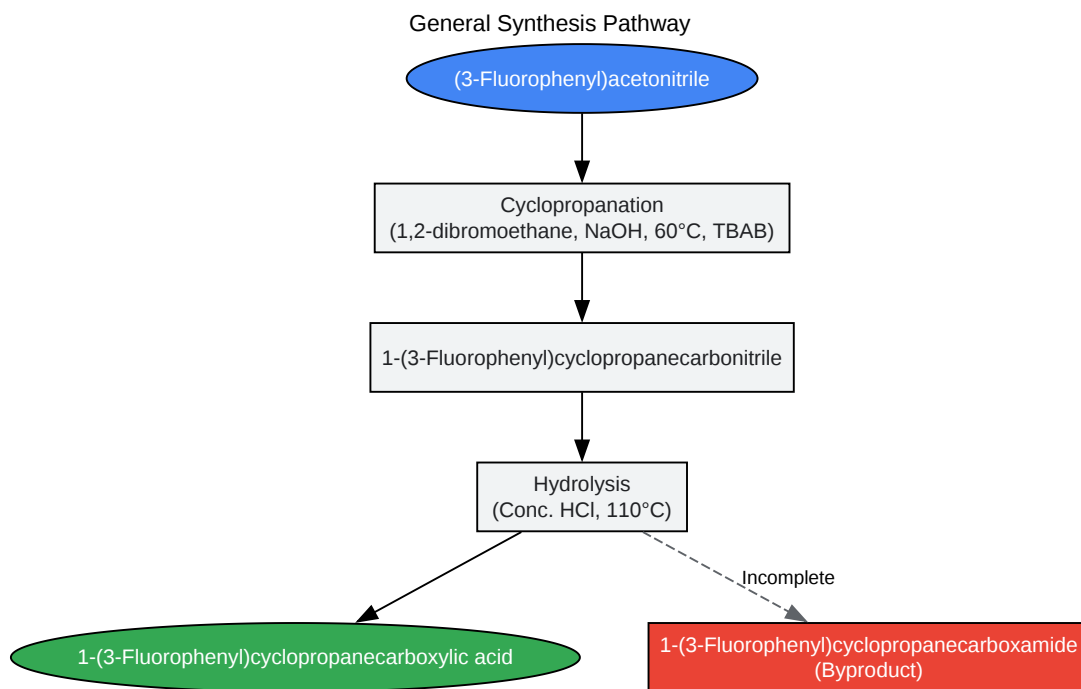 General Synthesis Pathway
(3-Fluorophenyl)acetonitrile
Cyclopropanation
(1,2-dibromoethane, NaOH, 60°C, TBAB)
1-(3-Fluorophenyl)cyclopropanecarbonitrile
Hydrolysis
(Conc. HCl, 110°C)
Incomplete
1-(3-Fluorophenyl)cyclopropanecarboxylic acid
1-(3-Fluorophenyl)cyclopropanecarboxamide
(Byproduct)